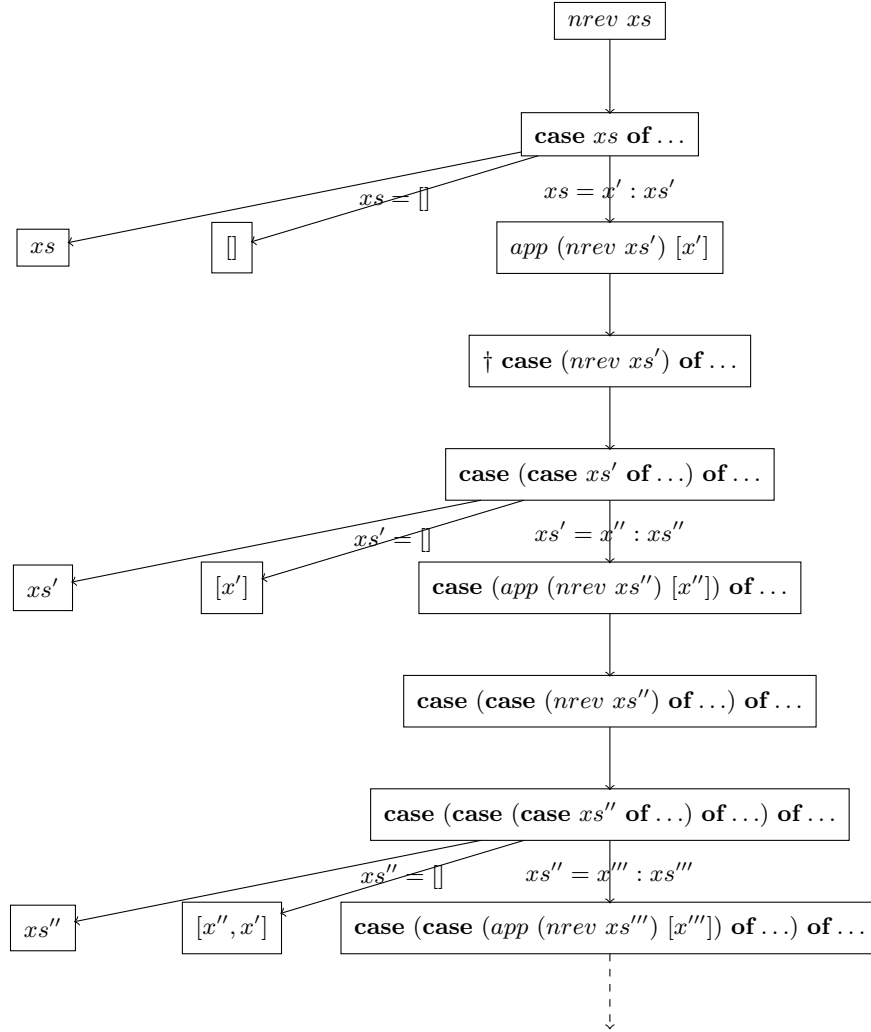 nrev xs
case xs of …
xs = []
xs = x′ : xs′
xs
[]
app (nrev xs′) [x′]
† case (nrev xs′) of …
case (case xs′ of …) of …
xs′ = []
xs′ = x″ : xs″
xs′
[x′]
case (app (nrev xs″) [x″]) of …
case (case (nrev xs″) of …) of …
case (case (case xs″ of …) of …) of …
xs″ = []
xs″ = x‴ : xs‴
xs″
[x″, x′]
case (case (app (nrev xs‴) [x‴]) of …) of …